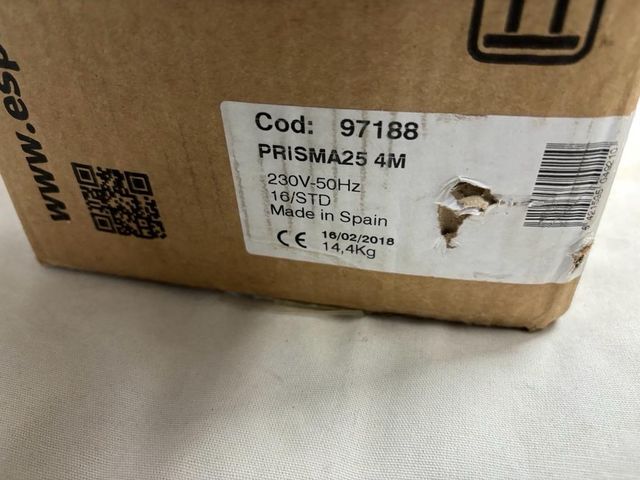 www.esp
Cod: 97188
PRISMA25 4M
230V-50Hz
16/STD
Made in Spain
CE 16/02/2018
14,4Kg